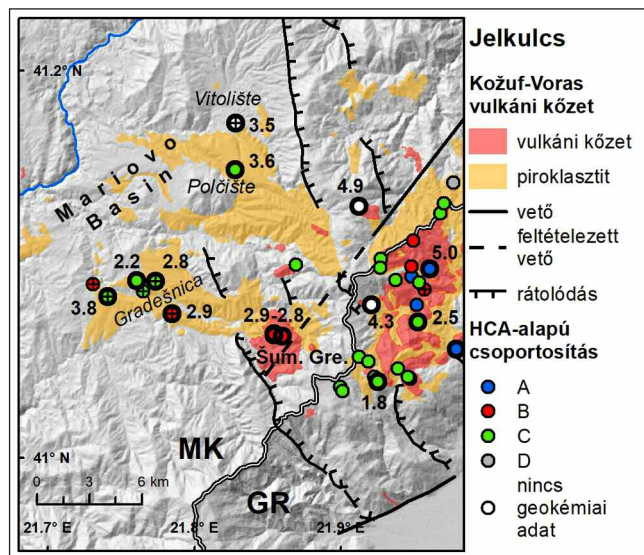 41.2° N
Vitolište
3.5
3.6
Polčište
Mariovo
Basin
4.9
5.0
2.2
2.8
3.8
Gradešnica
2.9
2.9-2.8
4.3
2.5
Šum. Gre.
1.8
MK
41° N
GR
0
3
6 km
21.7° E
21.8° E
21.9° E
Jelkulcs
Kožuf-Voras
vulkáni kőzet
vulkáni kőzet
piroklasztit
vető
feltételezett
vető
rátolódás
HCA-alapú
csoportosítás
A
B
C
D
nincs
geokémiai
adat